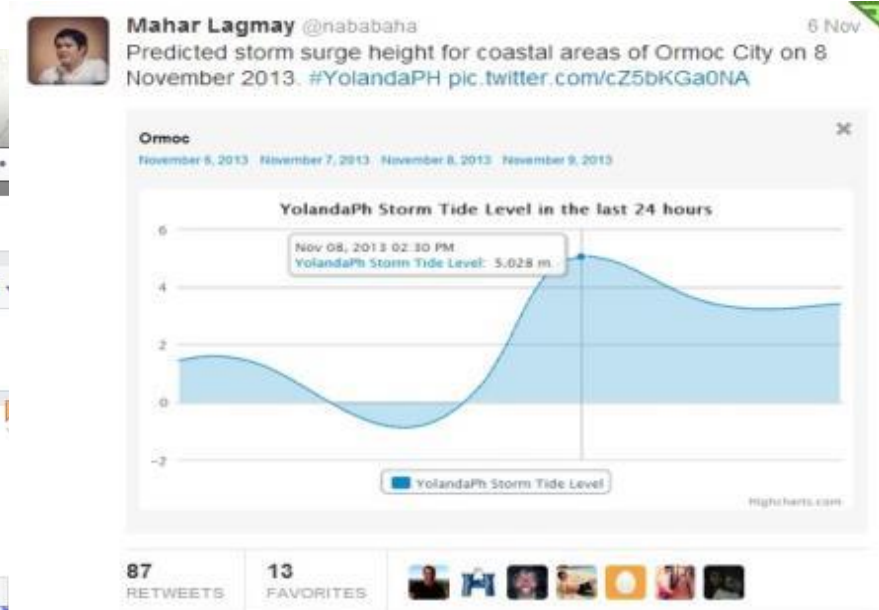 Mahar Lagmay @nababaha 6 Nov
Predicted storm surge height for coastal areas of Ormoc City on 8
November 2013. #YolandaPH pic.twitter.com/cZ5bKGa0NA
Ormoc
November 6, 2013 November 7, 2013 November 8, 2013 November 9, 2013
YolandaPh Storm Tide Level in the last 24 hours
6
Nov 08, 2013 02:30 PM
YolandaPh Storm Tide Level: 5.028 m
4
2
0
-2
YolandaPh Storm Tide Level
Highcharts.com
87 13
RETWEETS FAVORITES